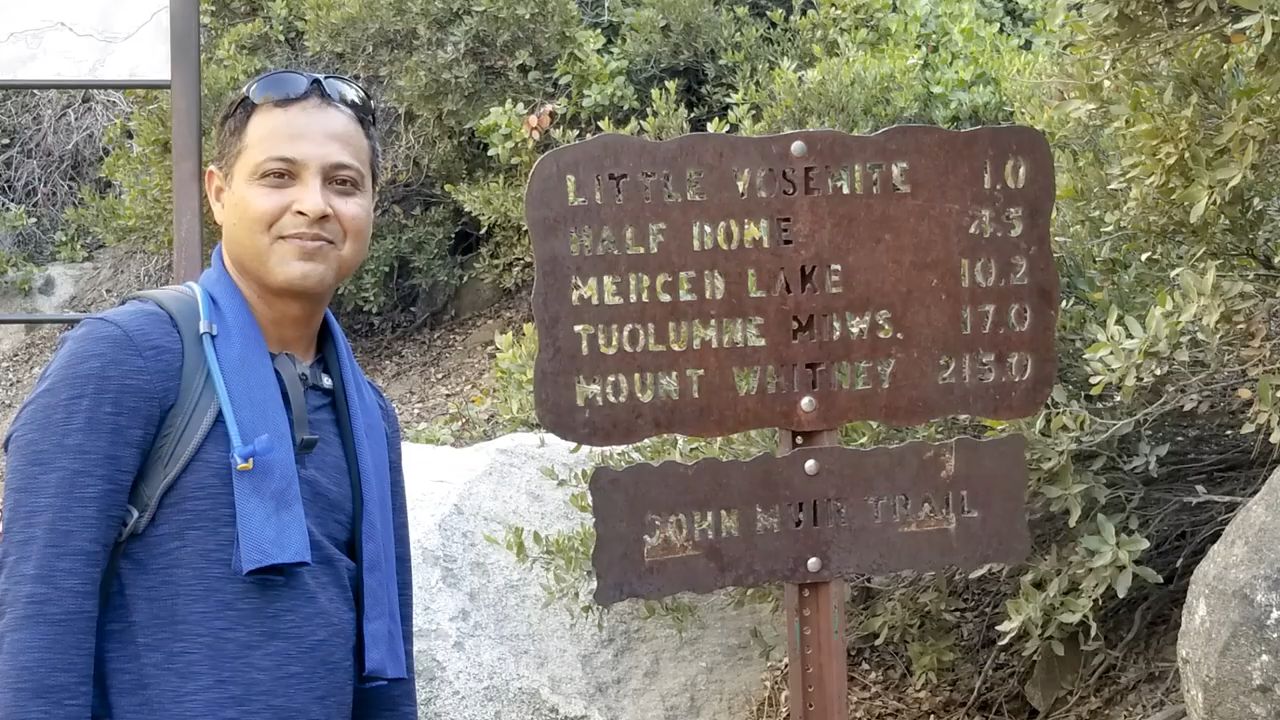 LITTLE YOSEMITE 1.0
HALF DOME 4.5
MERCED LAKE 10.2
TUOLUMNE MDWS. 17.0
MOUNT WHITNEY 215.0
JOHN MUIR TRAIL